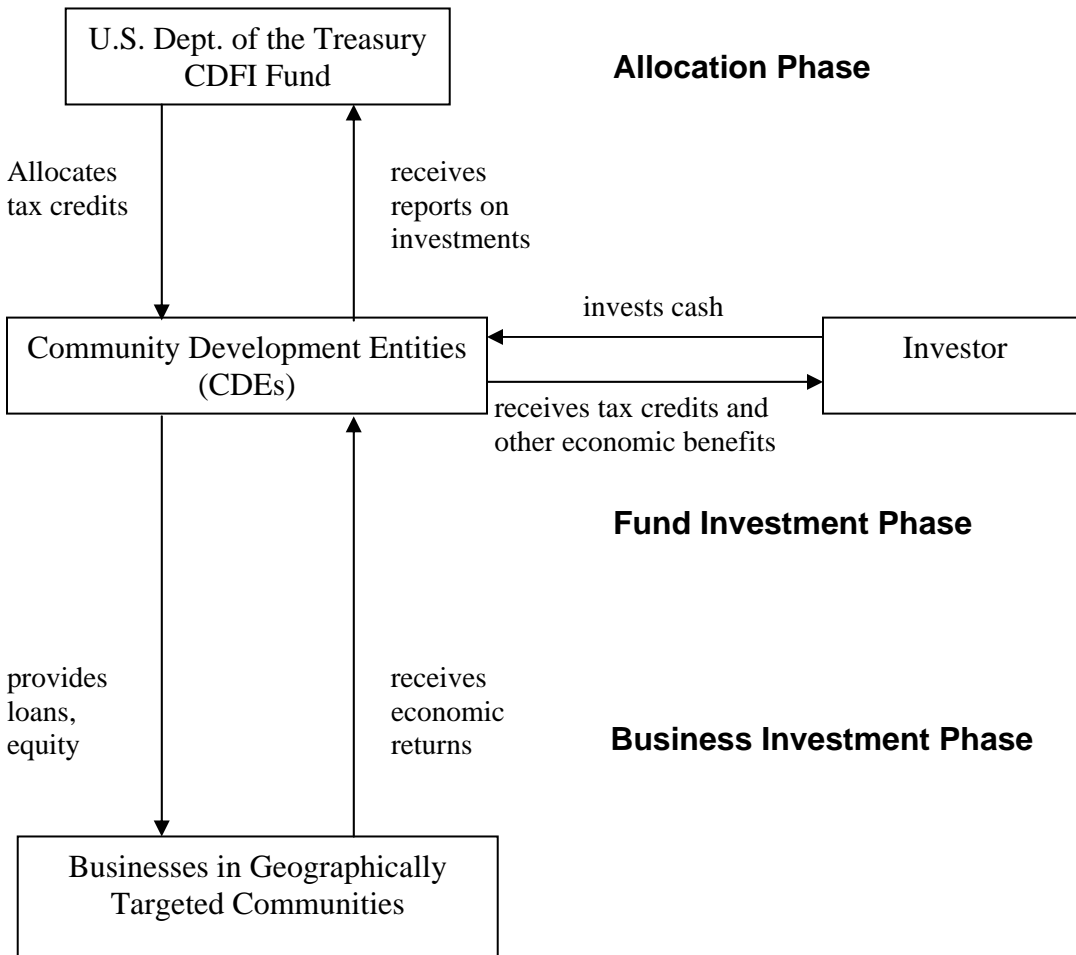 U.S. Dept. of the Treasury
CDFI Fund
Allocation Phase
Allocates
tax credits
receives
reports on
investments
invests cash
Community Development Entities
(CDEs)
Investor
receives tax credits and
other economic benefits
Fund Investment Phase
provides
loans,
equity
receives
economic
returns
Business Investment Phase
Businesses in Geographically
Targeted Communities